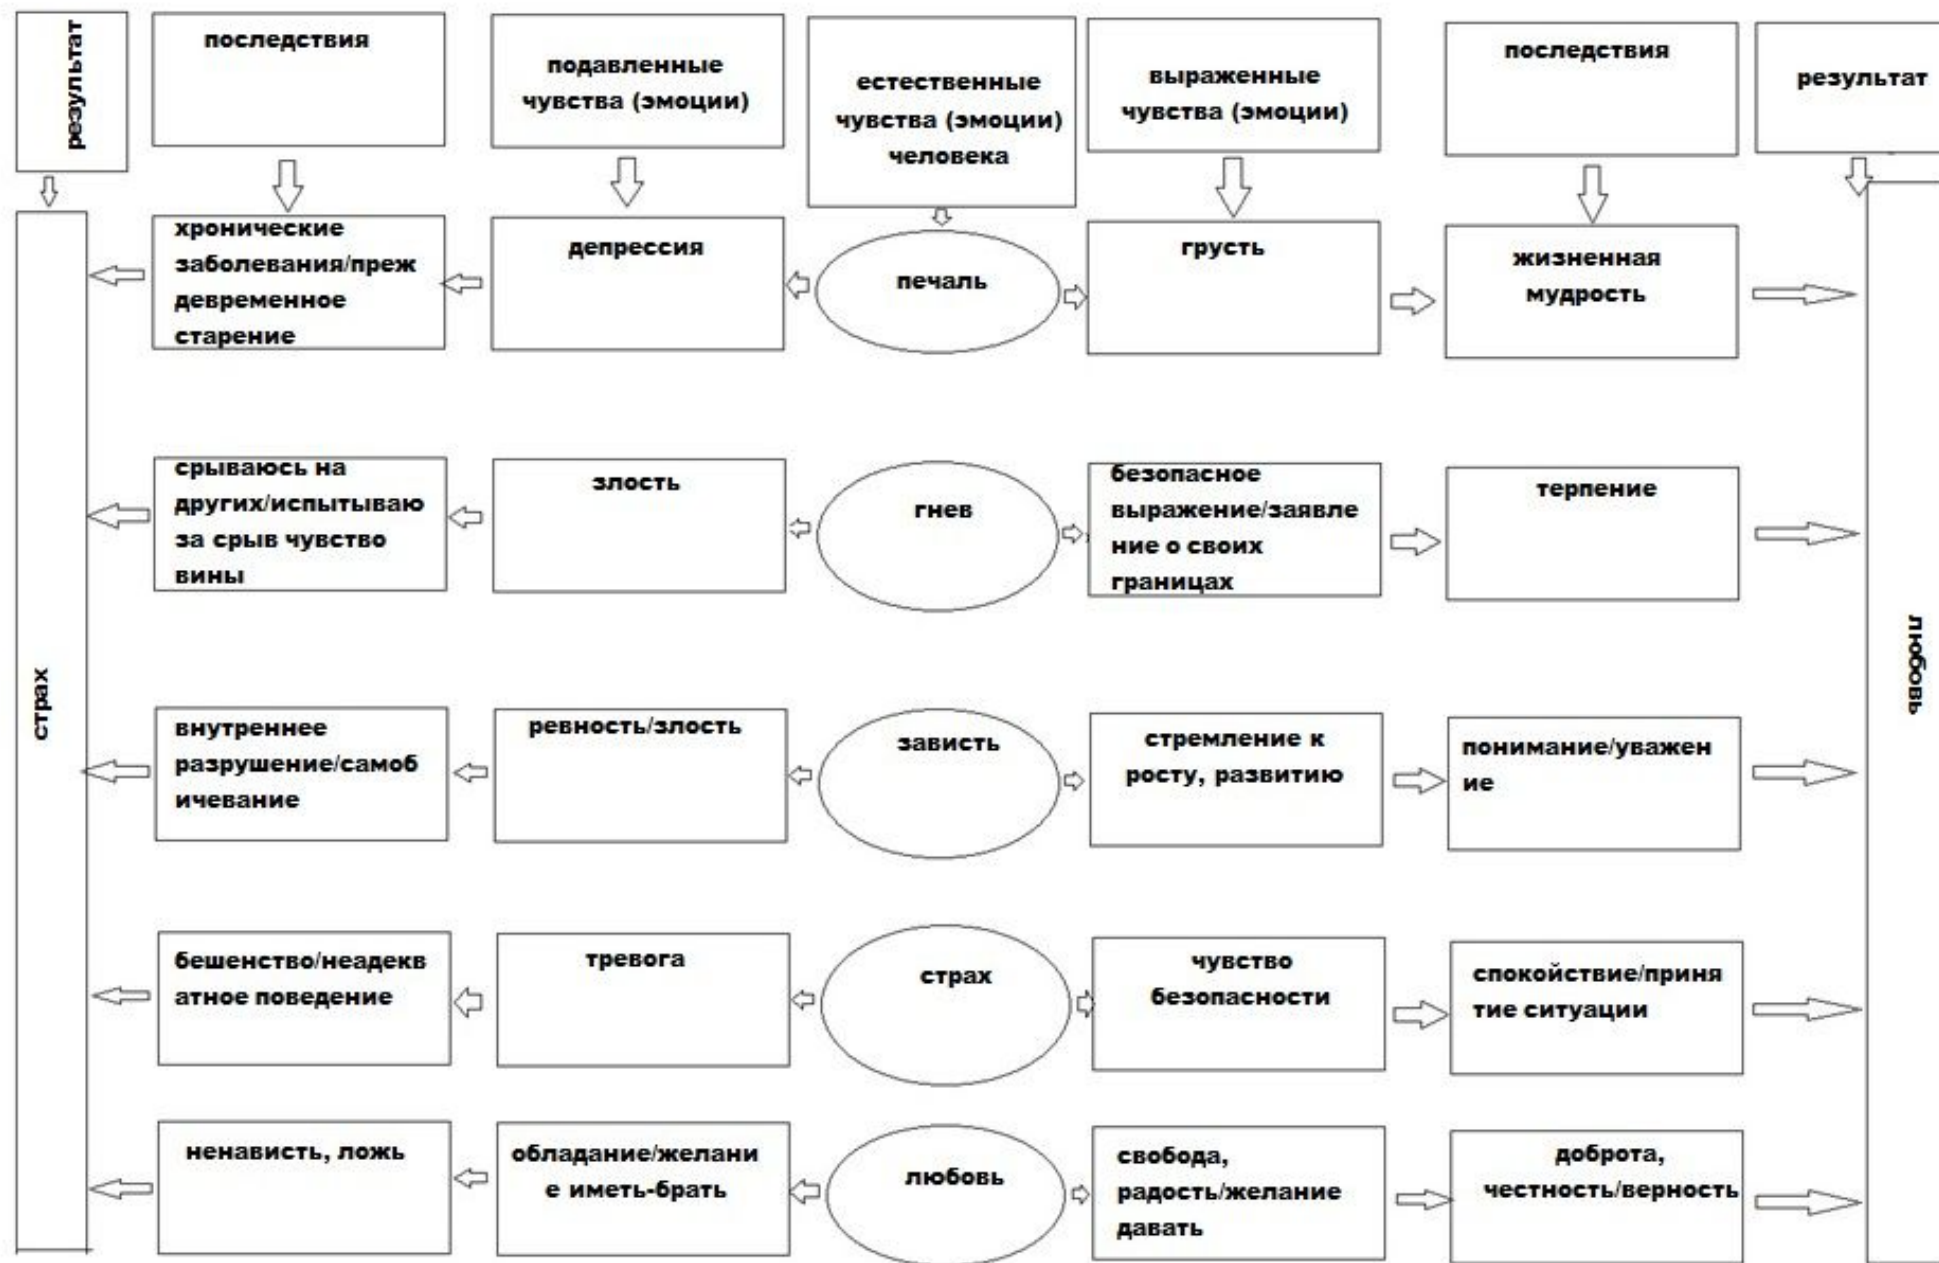 результат
последствия
подавленные
чувства (эмоции)
естественные
чувства (эмоции)
человека
выраженные
чувства (эмоции)
последствия
результат
хронические
заболевания/преж
девременное
старение
депрессия
печаль
грусть
жизненная
мудрость
срываюсь на
других/испытываю
за срыв чувство
вины
злость
гнев
безопасное
выражение/заявле
ние о своих
границах
терпение
страх
внутреннее
разрушение/самоб
ичевание
ревность/злость
зависть
стремление к
росту, развитию
понимание/уважен
ие
любовь
бешенство/неадекв
атное поведение
тревога
страх
чувство
безопасности
спокойствие/приня
тие ситуации
ненависть, ложь
обладание/желани
е иметь-брать
любовь
свобода,
радость/желание
давать
доброта,
честность/верность